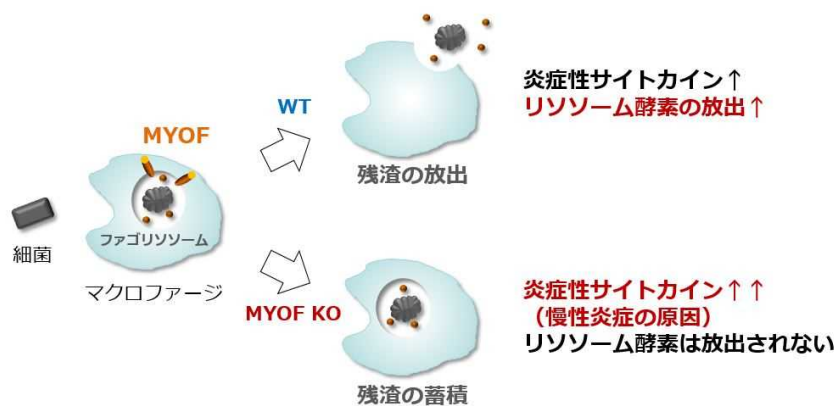 細菌
MYOF
ファゴリソソーム
マクロファージ
WT
残渣の放出
炎症性サイトカイン↑
リソソーム酵素の放出↑
MYOF KO
残渣の蓄積
炎症性サイトカイン↑↑
（慢性炎症の原因）
リソソーム酵素は放出されない